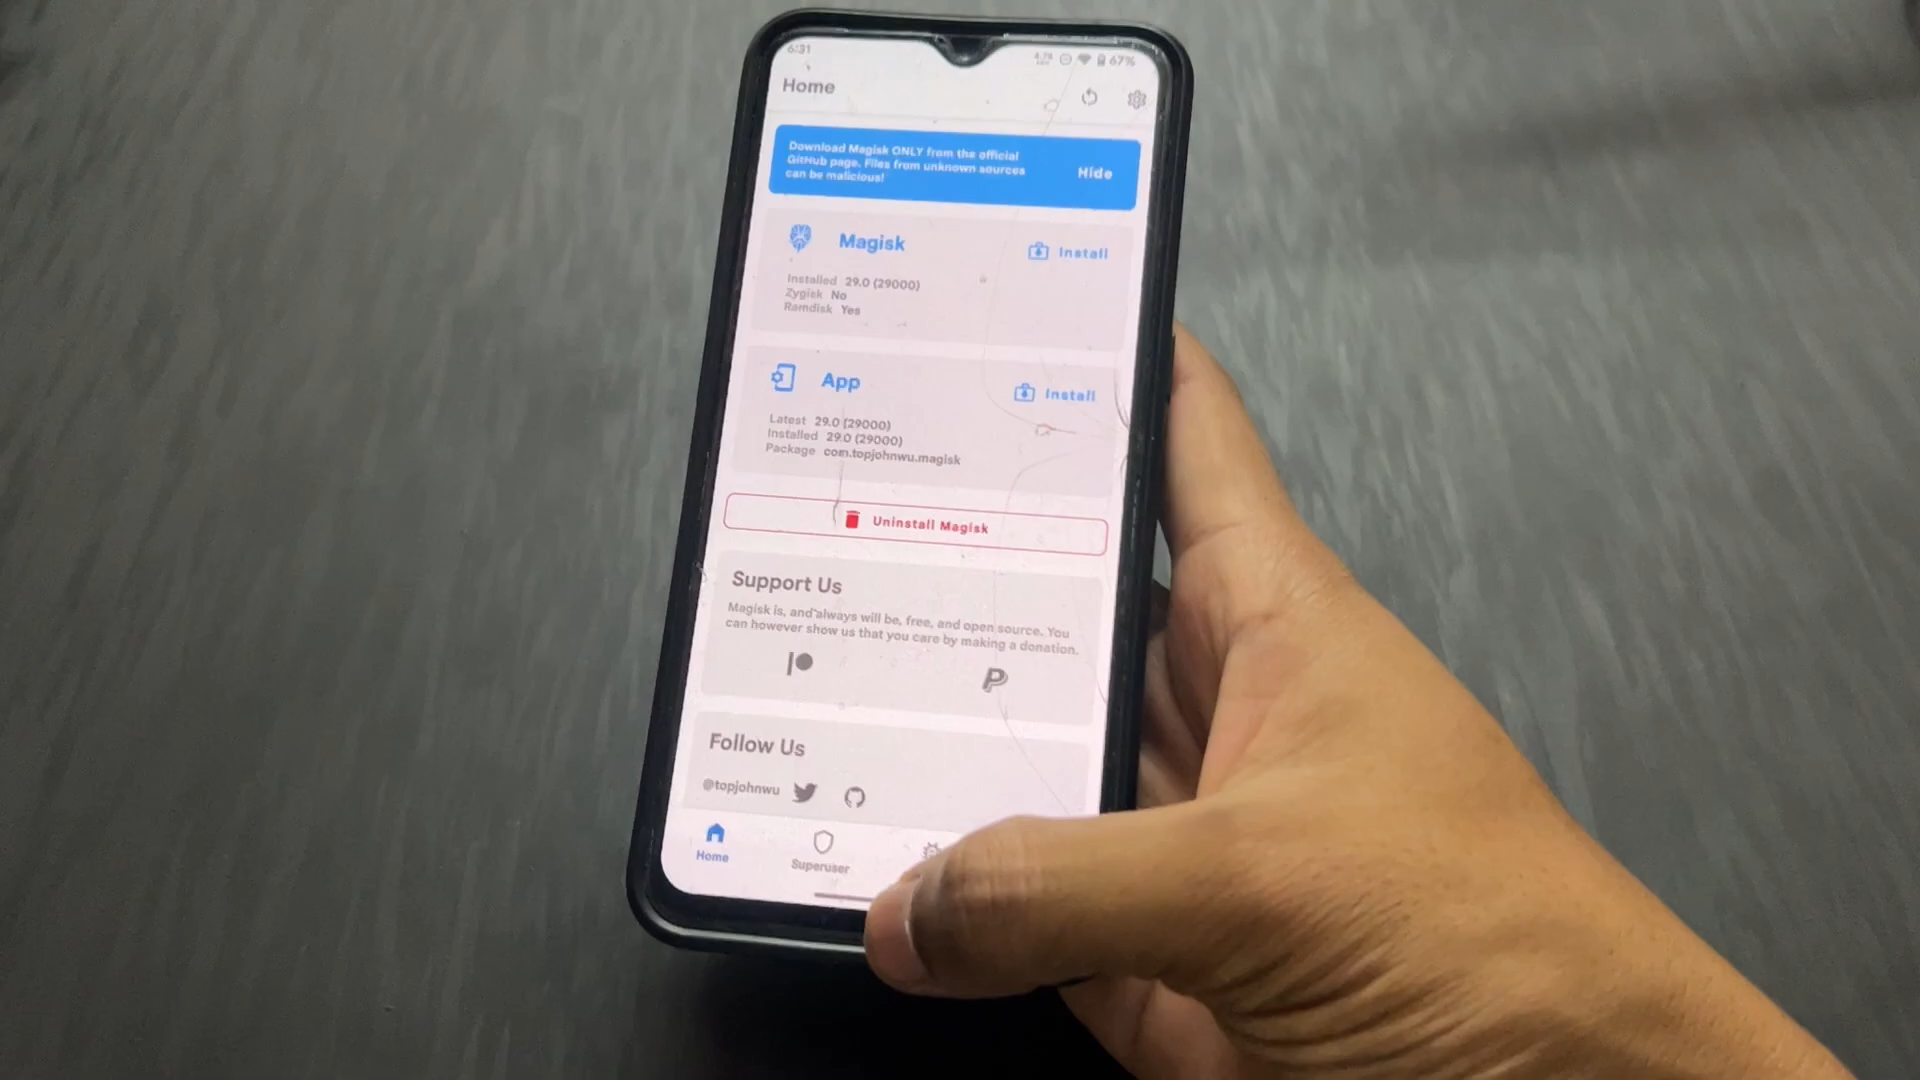 6:31
67%
Home
Download Magisk ONLY from the official
GitHub page. Files from unknown sources
can be malicious!
Hide
Magisk
Install
Installed 29.0 (29000)
Zygisk No
Ramdisk Yes
App
Install
Latest 29.0 (29000)
Installed 29.0 (29000)
Package com.topjohnwu.magisk
Uninstall Magisk
Support Us
Magisk is, and always will be, free, and open source. You
can however show us that you care by making a donation.
Follow Us
@topjohnwu
Home
Superuser